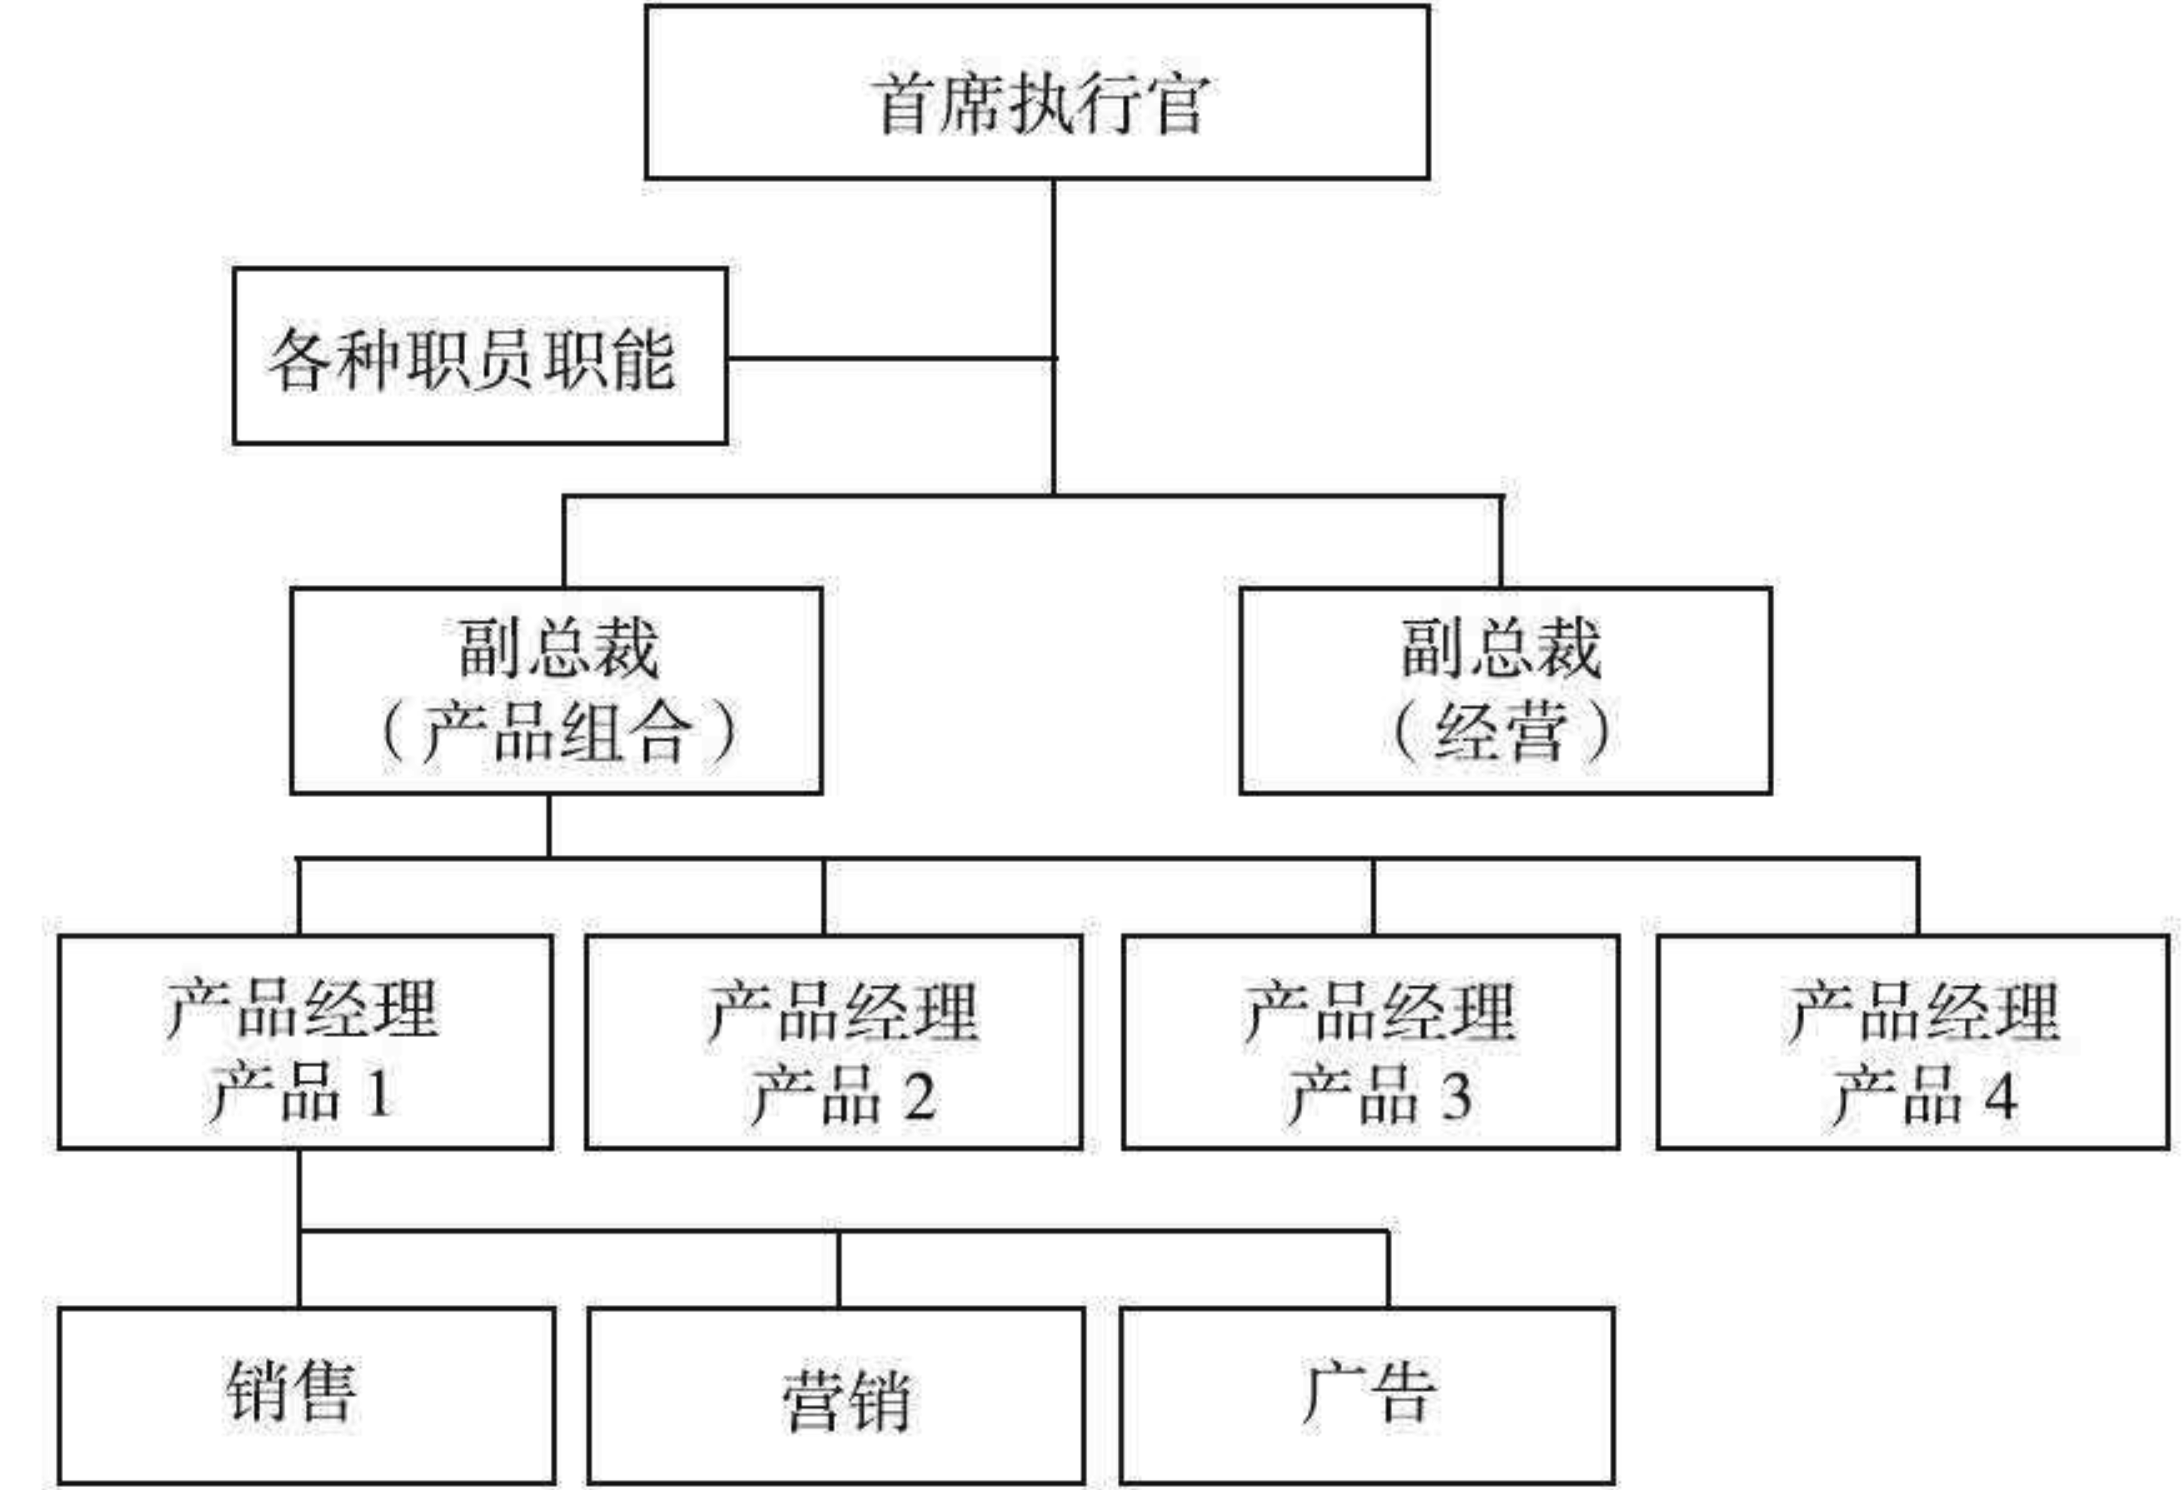 首席执行官
各种职员职能
副总裁
（产品组合）
副总裁
（经营）
产品经理
产品 1
产品经理
产品 2
产品经理
产品 3
产品经理
产品 4
销售
营销
广告